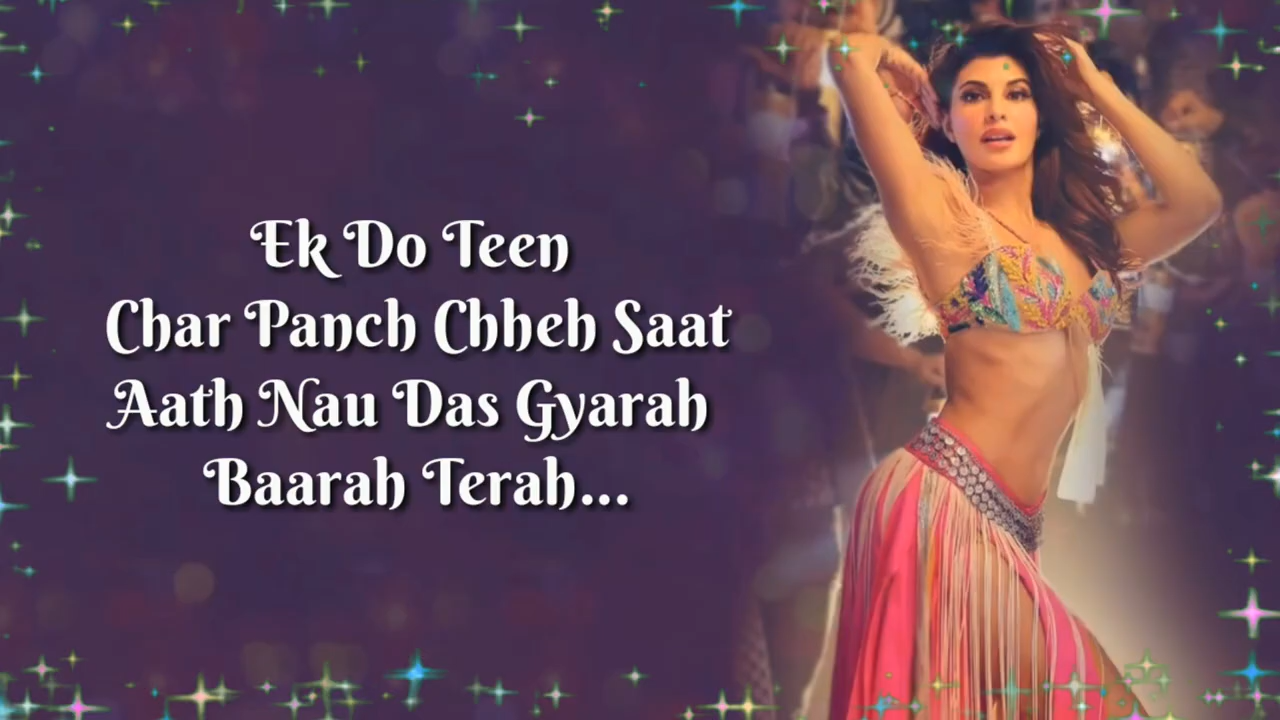 Ek Do Teen
Char Panch Chheh Saat
Aath Nau Das Gyarah
Baarah Terah...